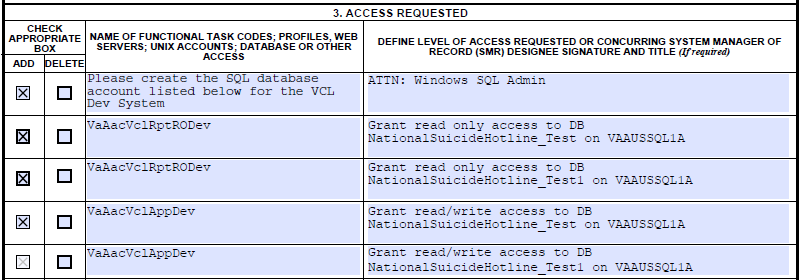 3. ACCESS REQUESTED
CHECK
APPROPRIATE
BOX
ADD DELETE
NAME OF FUNCTIONAL TASK CODES; PROFILES, WEB
SERVERS; UNIX ACCOUNTS; DATABASE OR OTHER
ACCESS
DEFINE LEVEL OF ACCESS REQUESTED OR CONCURRING SYSTEM MANAGER OF
RECORD (SMR) DESIGNEE SIGNATURE AND TITLE (If required)
Please create the SQL database
account listed below for the VCL
Dev System
ATTN: Windows SQL Admin
VaAacVclRptRODev
Grant read only access to DB
NationalSuicideHotline_Test on VAAUSSQL1A
VaAacVclRptRODev
Grant read only access to DB
NationalSuicideHotline_Test1 on VAAUSSQL1A
VaAacVclAppDev
Grant read/write access to DB
NationalSuicideHotline_Test on VAAUSSQL1A
VaAacVclAppDev
Grant read/write access to DB
NationalSuicideHotline_Test1 on VAAUSSQL1A